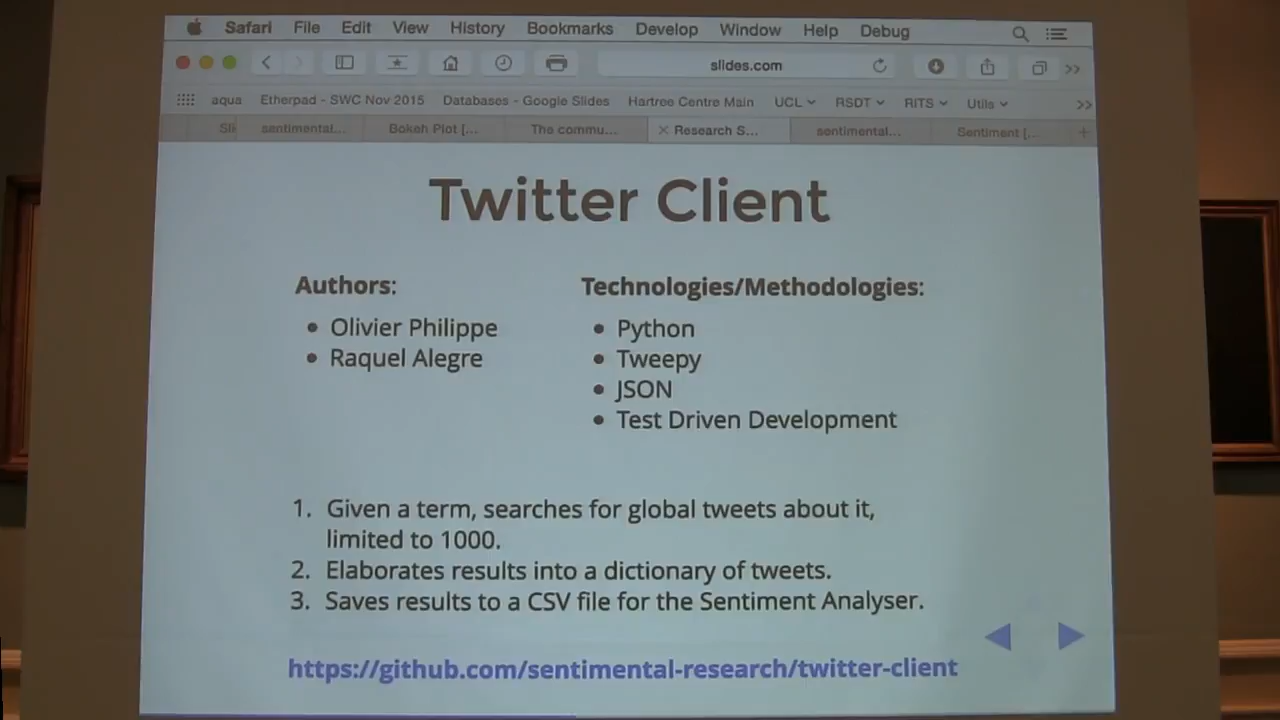 Safari File Edit View History Bookmarks Develop Window Help Debug
slides.com
aqua Etherpad - SWC Nov 2015 Databases - Google Slides Hartree Centre Main UCL RSDT RITS Utils
Sli sentimental... Bokeh Plot [... The commu... Research S... sentimental... Sentiment [...
Twitter Client
Authors:
• Olivier Philippe
• Raquel Alegre
Technologies/Methodologies:
• Python
• Tweepy
• JSON
• Test Driven Development
1. Given a term, searches for global tweets about it,
limited to 1000.
2. Elaborates results into a dictionary of tweets.
3. Saves results to a CSV file for the Sentiment Analyser.
https://github.com/sentimental-research/twitter-client